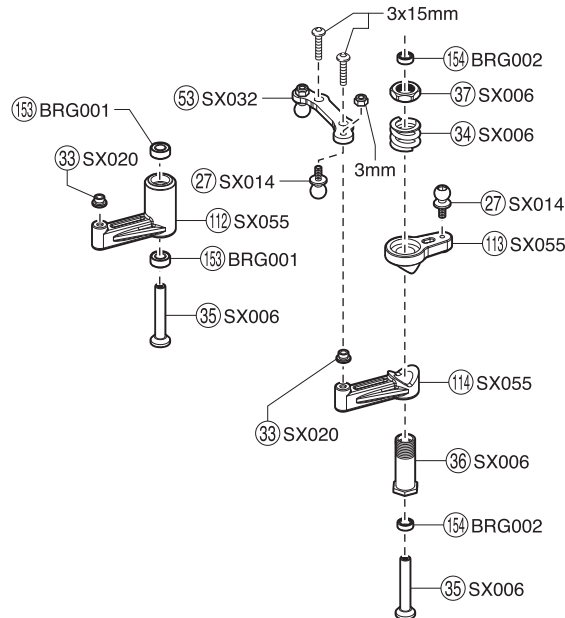 3x15mm
154 BRG002
53 SX032
37 SX006
153 BRG001
34 SX006
33 SX020
3mm
27 SX014
27 SX014
112 SX055
113 SX055
153 BRG001
35 SX006
114 SX055
33 SX020
36 SX006
154 BRG002
35 SX006